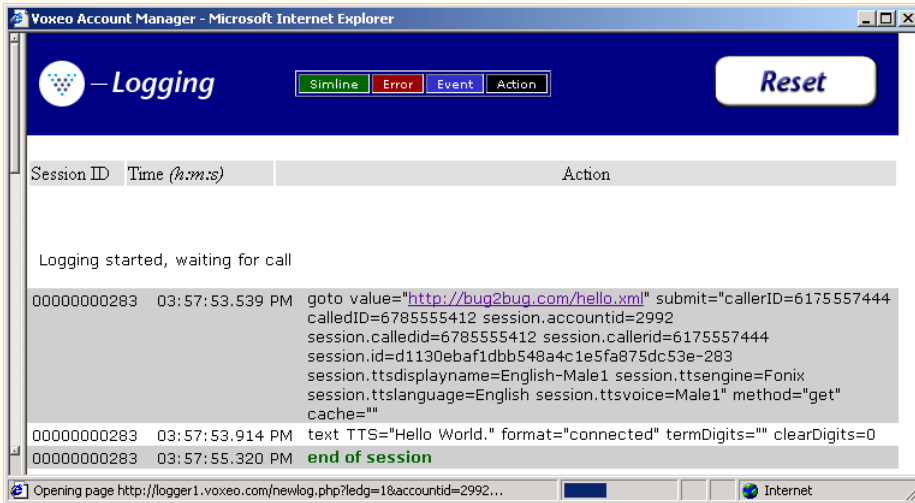 Voxeo Account Manager - Microsoft Internet Explorer
Logging
Simline Error Event Action
Reset
Session ID Time (h:m:s) Action
Logging started, waiting for call
00000000283 03:57:53.539 PM goto value="http://bug2bug.com/hello.xml" submit="callerID=6175557444
calledID=6785555412 session.accountid=2992
session.calledid=6785555412 session.callerid=6175557444
session.id=d1130ebaf1dbb548a4c1e5fa875dc53e-283
session.ttsdisplayname=English-Male1 session.ttsengine=Fonix
session.ttslanguage=English session.ttsvoice=Male1" method="get"
cache=""
00000000283 03:57:53.914 PM text TTS="Hello World." format="connected" termDigits="" clearDigits=0
00000000283 03:57:55.320 PM end of session
Opening page http://logger1.voxeo.com/newlog.php?ledg=1&accountid=2992... Internet